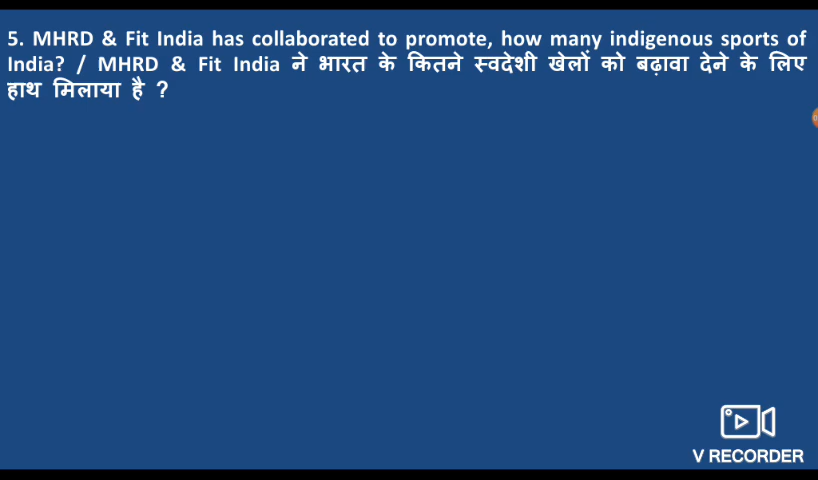 5. MHRD & Fit India has collaborated to promote, how many indigenous sports of
India? / MHRD & Fit India ने भारत के कितने स्वदेशी खेलों को बढ़ावा देने के लिए
हाथ मिलाया है ?
V RECORDER